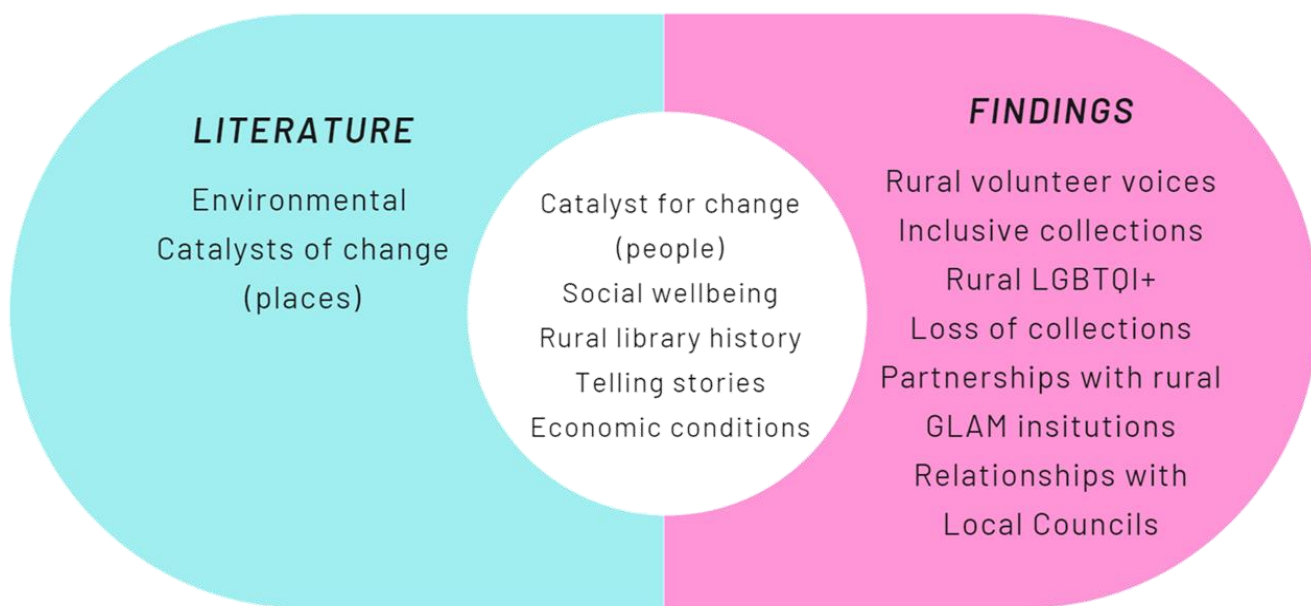 LITERATURE
Environmental
Catalysts of change
(places)
Catalyst for change
(people)
Social wellbeing
Rural library history
Telling stories
Economic conditions
FINDINGS
Rural volunteer voices
Inclusive collections
Rural LGBTQI+
Loss of collections
Partnerships with rural
GLAM insitutions
Relationships with
Local Councils